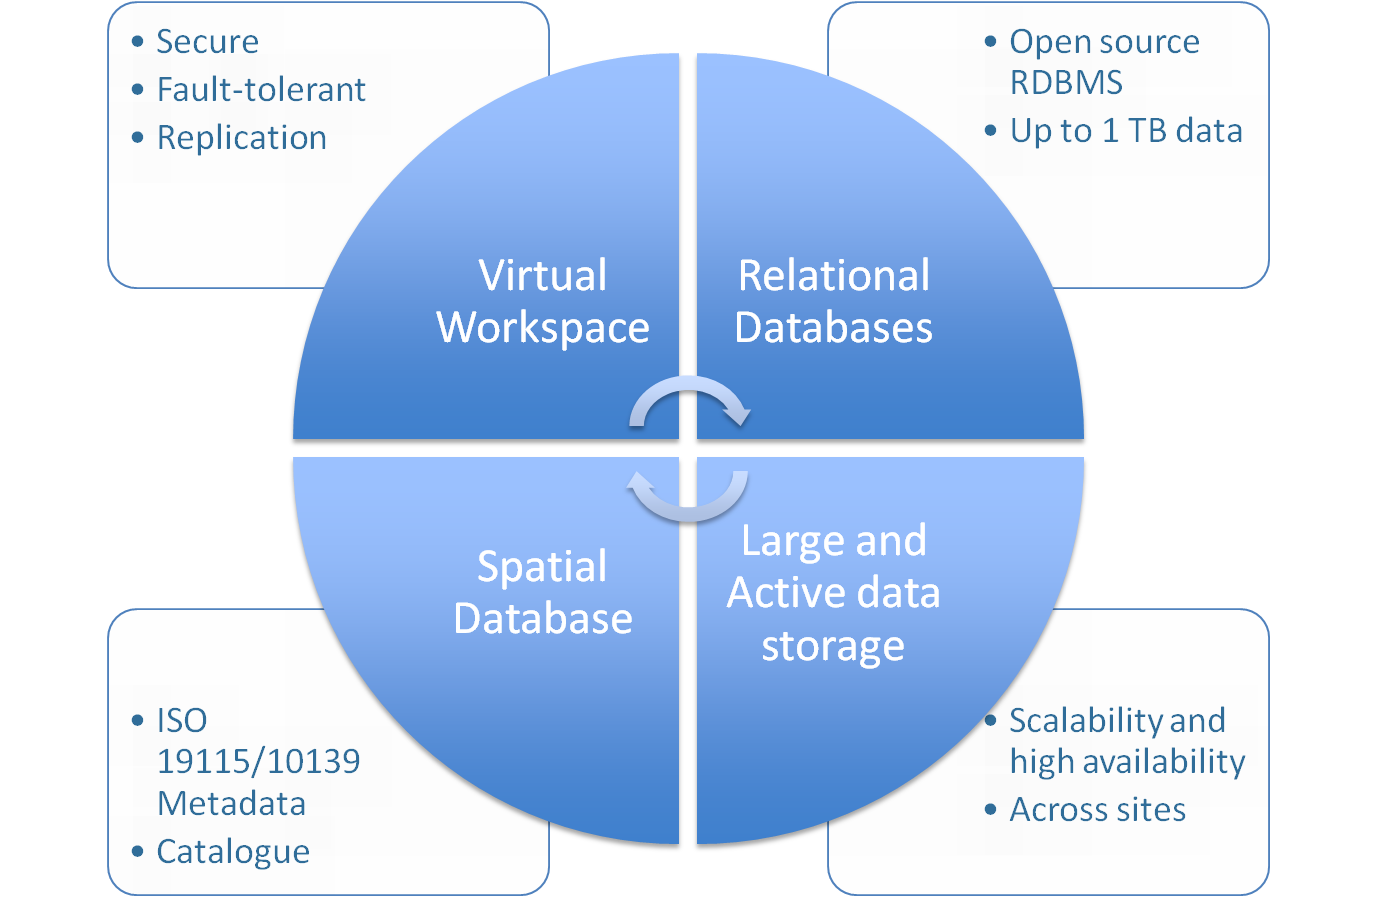 • Secure
• Fault-tolerant
• Replication
• Open source
RDBMS
• Up to 1 TB data
Virtual
Workspace
Relational
Databases
Spatial
Database
Large and
Active data
storage
• ISO
19115/10139
Metadata
• Catalogue
• Scalability and
high availability
• Across sites